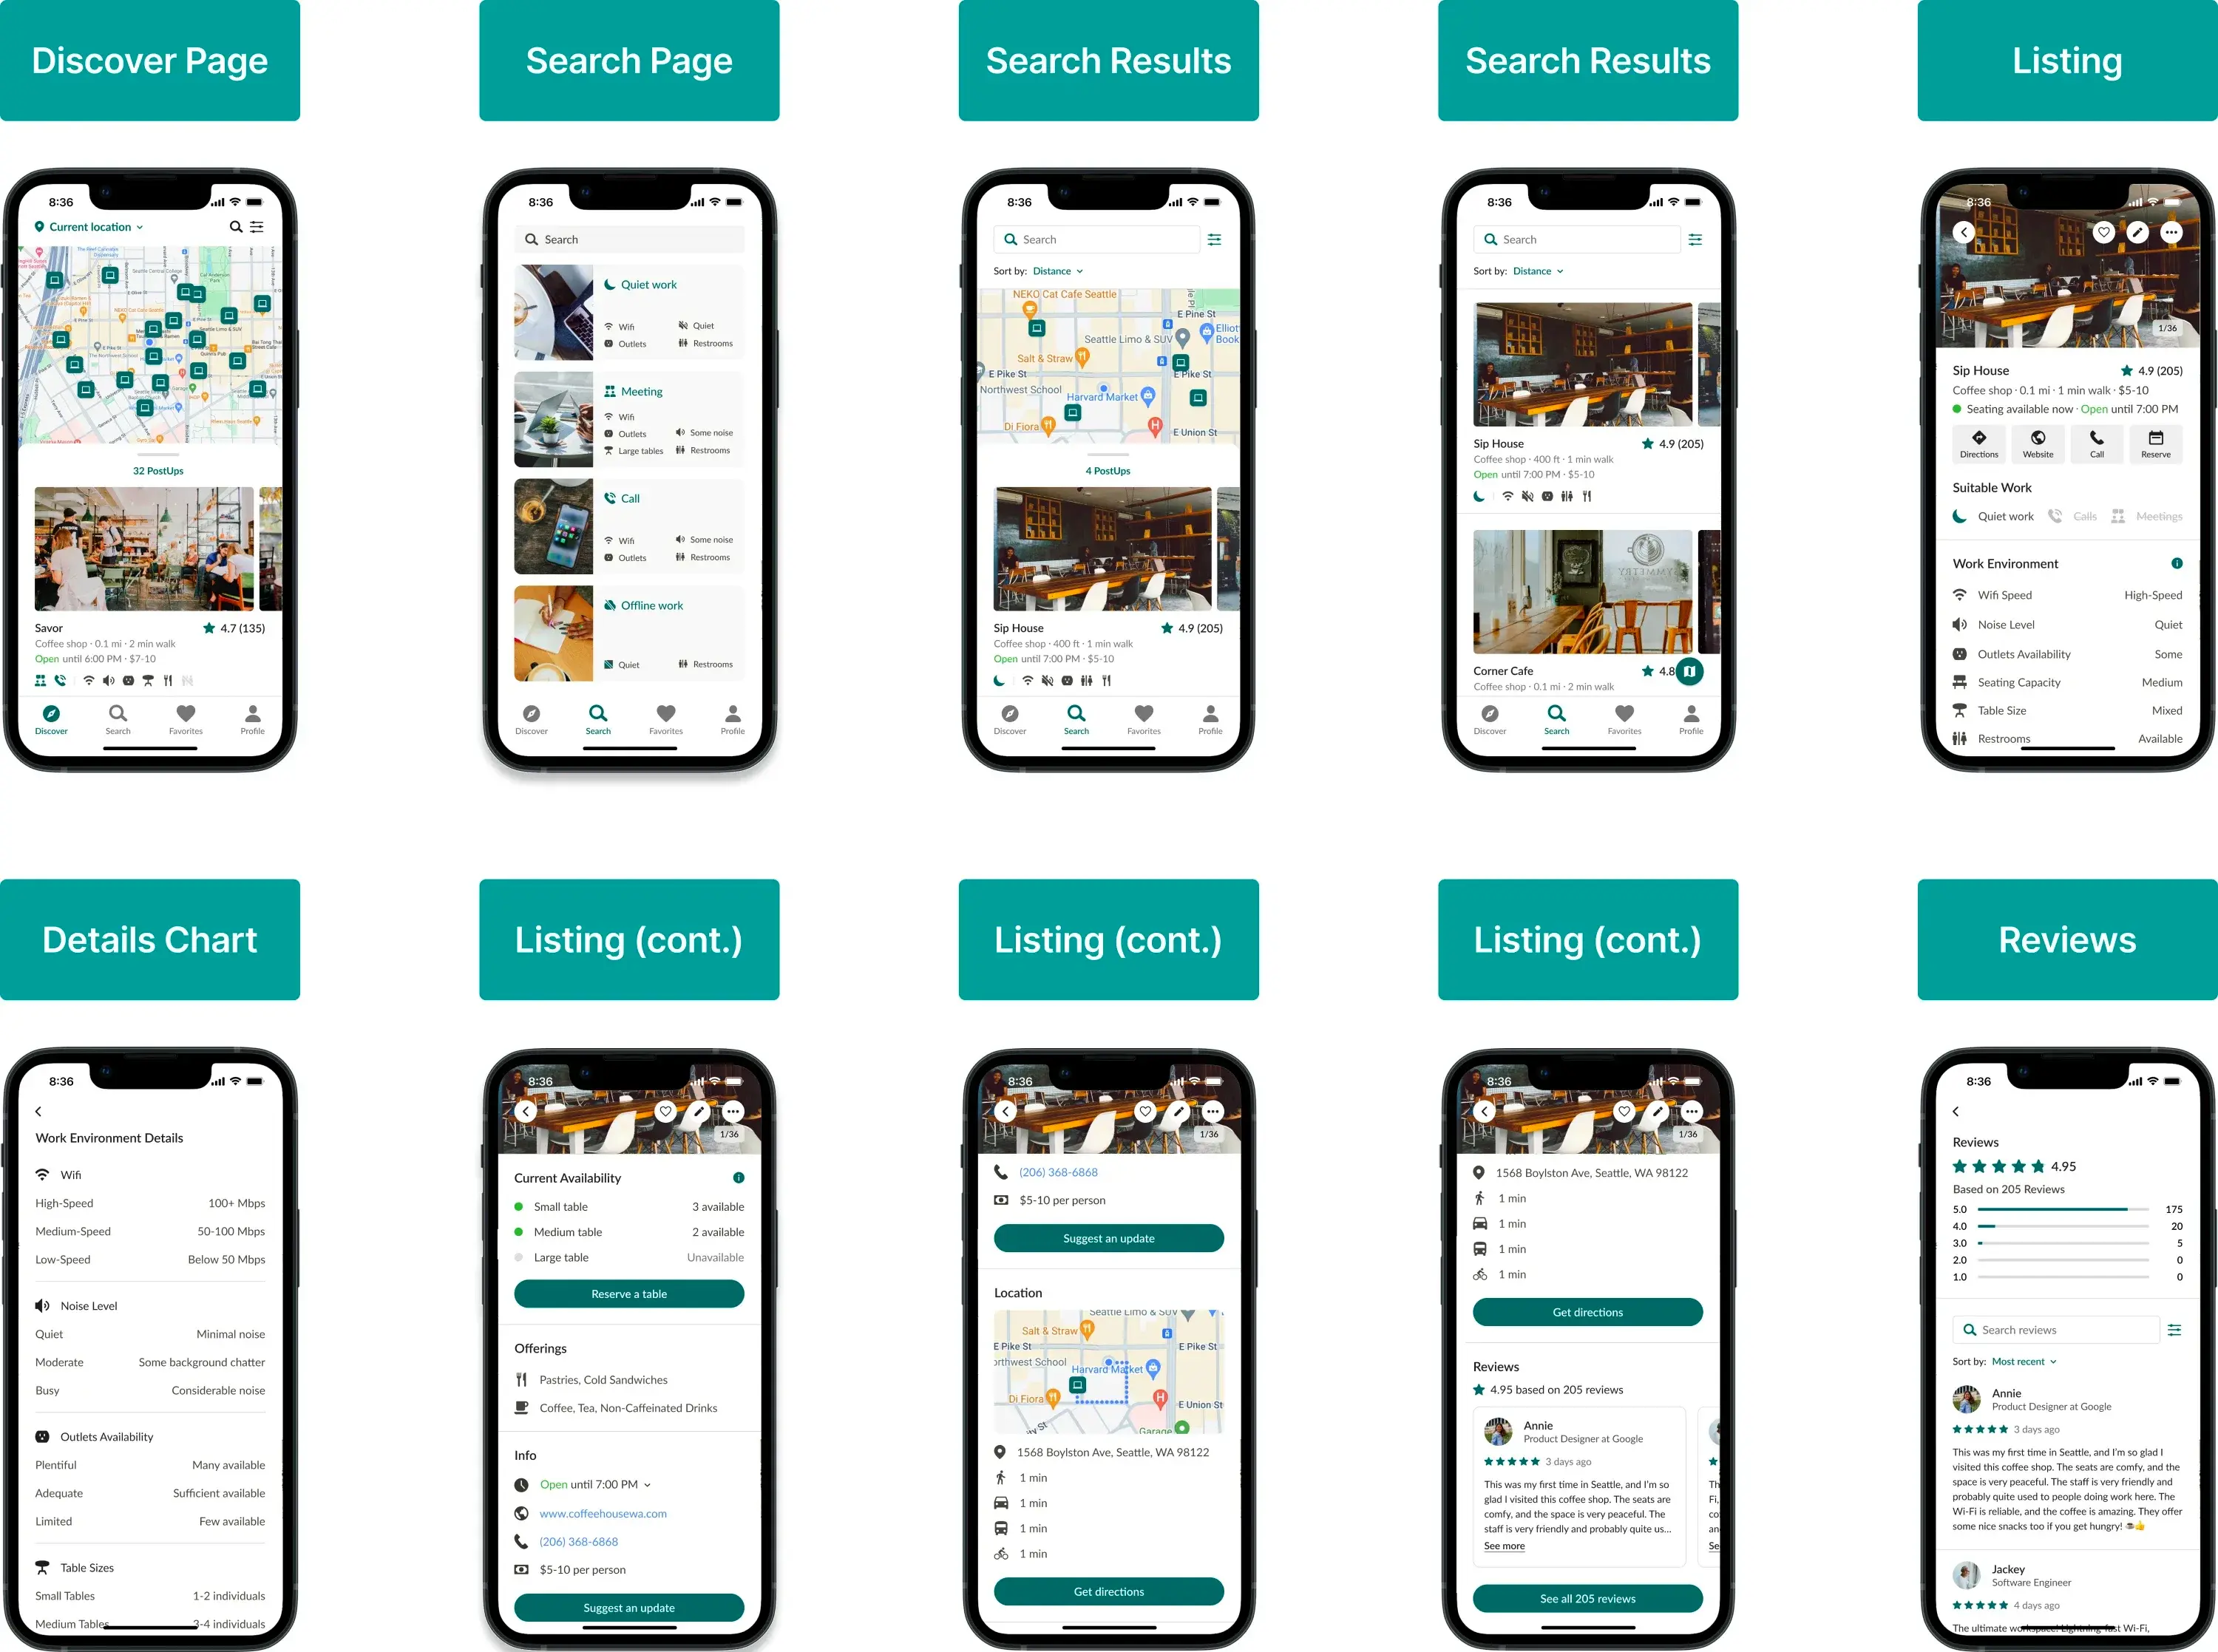 Discover Page
Search Page
Search Results
Search Results
Listing
8:36
Current location
32 PostUps
Savor
4.7 (135)
Coffee shop · 0.1 mi · 2 min walk
Open until 6:00 PM · $7-10
Discover
Search
Favorites
Profile
8:36
Search
Quiet work
Wifi
Quiet
Outlets
Restrooms
Meeting
Wifi
Outlets
Some noise
Large tables
Restrooms
Call
Wifi
Some noise
Outlets
Restrooms
Offline work
Quiet
Restrooms
Discover
Search
Favorites
Profile
8:36
Search
Sort by: Distance
NEKO Cat Cafe Seattle
E Pine St
Elliot
Book
Seattle Limo & SUV
Salt & Straw
E Pike St
E Pike St
Northwest School
Harvard Market
Di Fiora
E Union St
4 PostUps
Sip House
4.9 (205)
Coffee shop · 400 ft · 1 min walk
Open until 7:00 PM · $5-10
Discover
Search
Favorites
Profile
8:36
Search
Sort by: Distance
Sip House
4.9 (205)
Coffee shop · 400 ft · 1 min walk
Open until 7:00 PM · $5-10
Corner Cafe
4.8
Coffee shop · 0.1 mi · 2 min walk
Discover
Search
Favorites
Profile
8:36
1/36
Sip House
4.9 (205)
Coffee shop · 0.1 mi · 1 min walk · $5-10
Seating available now · Open until 7:00 PM
Directions
Website
Call
Reserve
Suitable Work
Quiet work
Calls
Meetings
Work Environment
Wifi Speed
High-Speed
Noise Level
Quiet
Outlets Availability
Some
Seating Capacity
Medium
Table Size
Mixed
Restrooms
Available
Details Chart
Listing (cont.)
Listing (cont.)
Listing (cont.)
Reviews
8:36
Work Environment Details
Wifi
High-Speed
100+ Mbps
Medium-Speed
50-100 Mbps
Low-Speed
Below 50 Mbps
Noise Level
Quiet
Minimal noise
Moderate
Some background chatter
Busy
Considerable noise
Outlets Availability
Plentiful
Many available
Adequate
Sufficient available
Limited
Few available
Table Sizes
Small Tables
1-2 individuals
Medium Tables
3-4 individuals
8:36
1/36
Current Availability
Small table
3 available
Medium table
2 available
Large table
Unavailable
Reserve a table
Offerings
Pastries, Cold Sandwiches
Coffee, Tea, Non-Caffeinated Drinks
Info
Open until 7:00 PM
www.coffeehousewa.com
(206) 368-6868
$5-10 per person
Suggest an update
8:36
1/36
(206) 368-6868
$5-10 per person
Suggest an update
Location
Seattle Limo & SUV
Salt & Straw
E Pike St
E Pike St
orthwest School
Harvard Market
Di Fiora
E Union St
Garage
1568 Boylston Ave, Seattle, WA 98122
1 min
1 min
1 min
1 min
Get directions
8:36
1/36
1568 Boylston Ave, Seattle, WA 98122
1 min
1 min
1 min
1 min
Get directions
Reviews
4.95 based on 205 reviews
Annie
Product Designer at Google
3 days ago
This was my first time in Seattle, and I'm so
glad I visited this coffee shop. The seats are
comfy, and the space is very peaceful. The
staff is very friendly and probably quite us...
See more
Th
Fi,
co
an
Se
See all 205 reviews
8:36
Reviews
4.95
Based on 205 Reviews
5.0
175
4.0
20
3.0
5
2.0
0
1.0
0
Search reviews
Sort by: Most recent
Annie
Product Designer at Google
3 days ago
This was my first time in Seattle, and I'm so glad I
visited this coffee shop. The seats are comfy, and the
space is very peaceful. The staff is very friendly and
probably quite used to people doing work here. The
Wi-Fi is reliable, and the coffee is amazing. They offer
some nice snacks too if you get hungry! ☕👍
Jackey
Software Engineer
4 days ago
The ultimate workspace! Lightning-fast Wi-Fi,